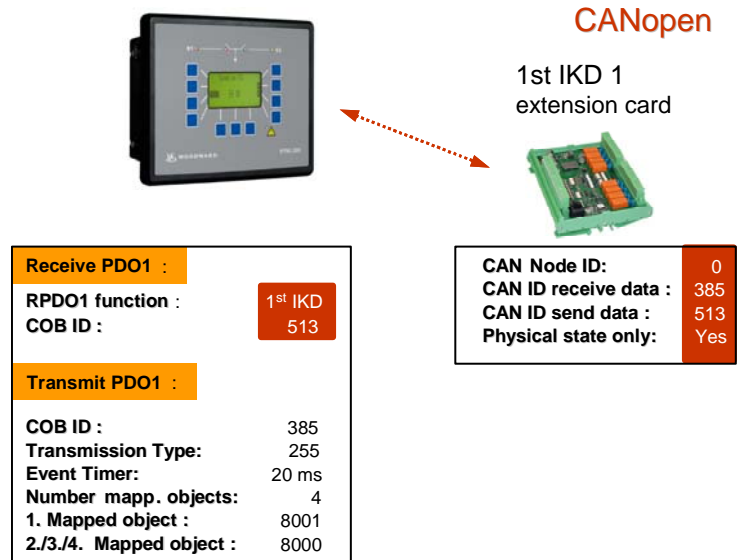 CANopen
1st IKD 1
extension card
WOODWARD
Receive PDO1 :
RPDO1 function : 1st IKD
COB ID : 513
Transmit PDO1 :
COB ID : 385
Transmission Type: 255
Event Timer: 20 ms
Number mapp. objects: 4
1. Mapped object : 8001
2./3./4. Mapped object : 8000
CAN Node ID: 0
CAN ID receive data : 385
CAN ID send data : 513
Physical state only: Yes